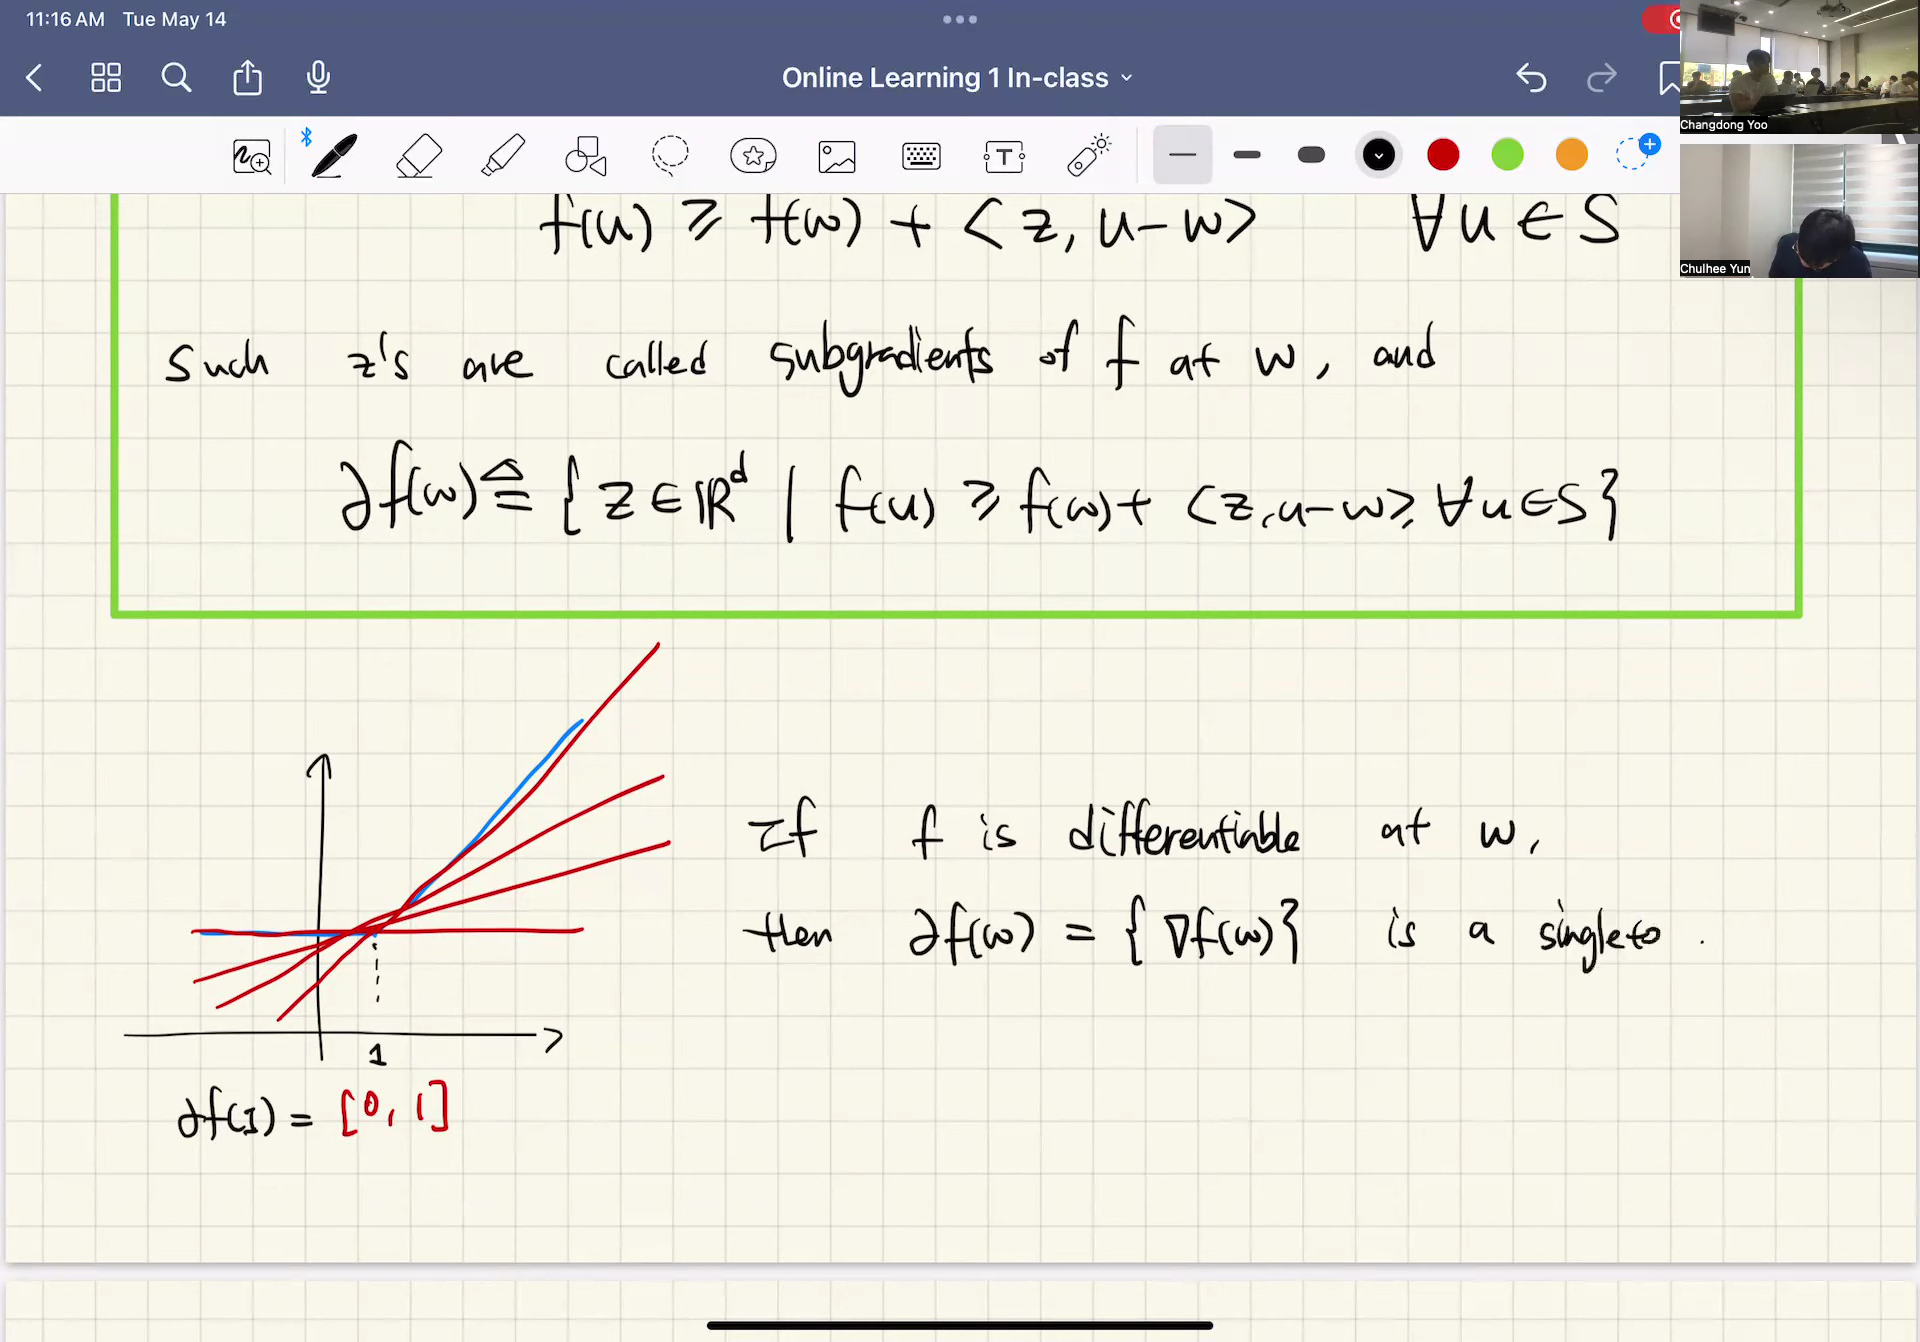 11:16 AM Tue May 14
Online Learning 1 In-class
Changdong Yoo
Chulhee Yun
f(u) ≥ f(w) + <z, u-w> ∀u∈S
Such z's are called subgradients of f at w, and
∂f(w) ≜ { z∈ℝ^d | f(u) ≥ f(w)+ <z,u-w>, ∀u∈S}
If f is differentiable at w,
then ∂f(w) = { ∇f(w)} is a singleto
1
∂f(1) = [0, 1]